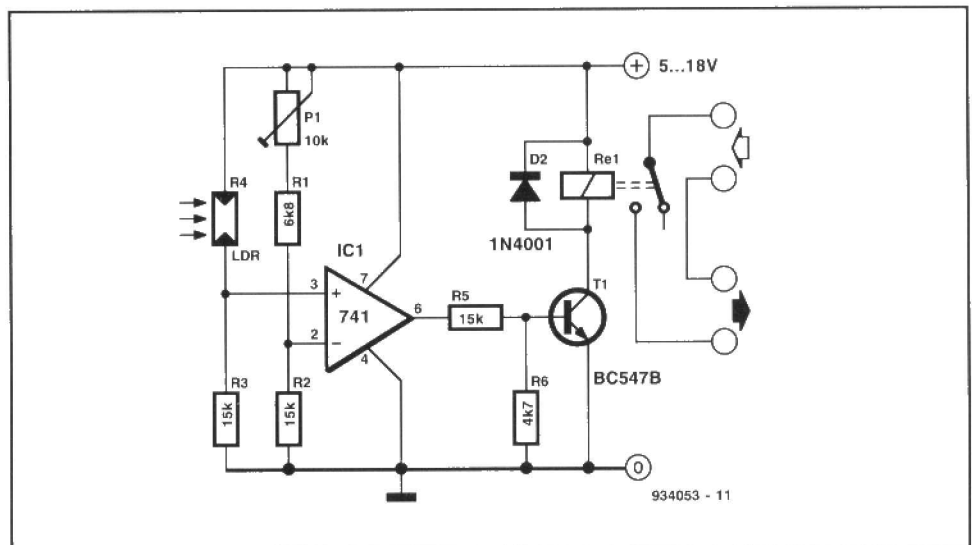 + 5...18V
P1
10k
D2
Re1
R4
R1
6k8
1N4001
LDR
IC1
T1
3
+
7
741
6
R5
15k
2
−
4
BC547B
R3
15k
R2
15k
R6
4k7
0
934053 - 11